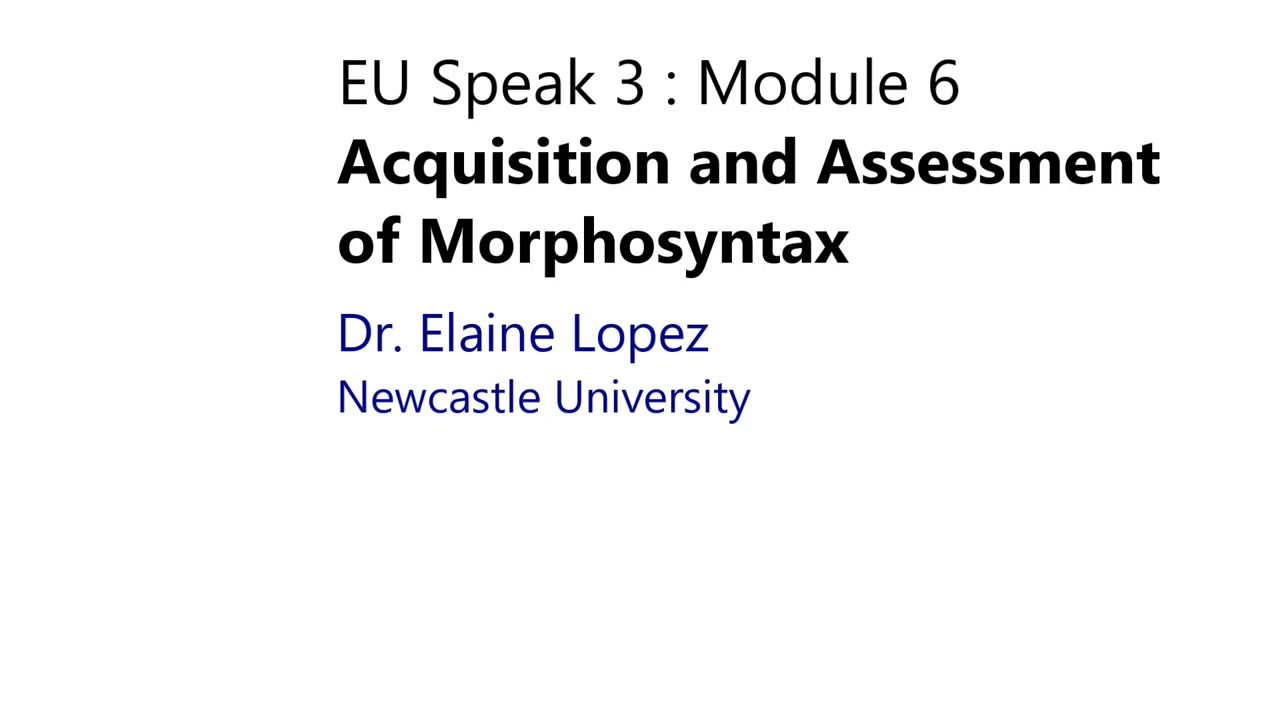 EU Speak 3 : Module 6
Acquisition and Assessment
of Morphosyntax
Dr. Elaine Lopez
Newcastle University